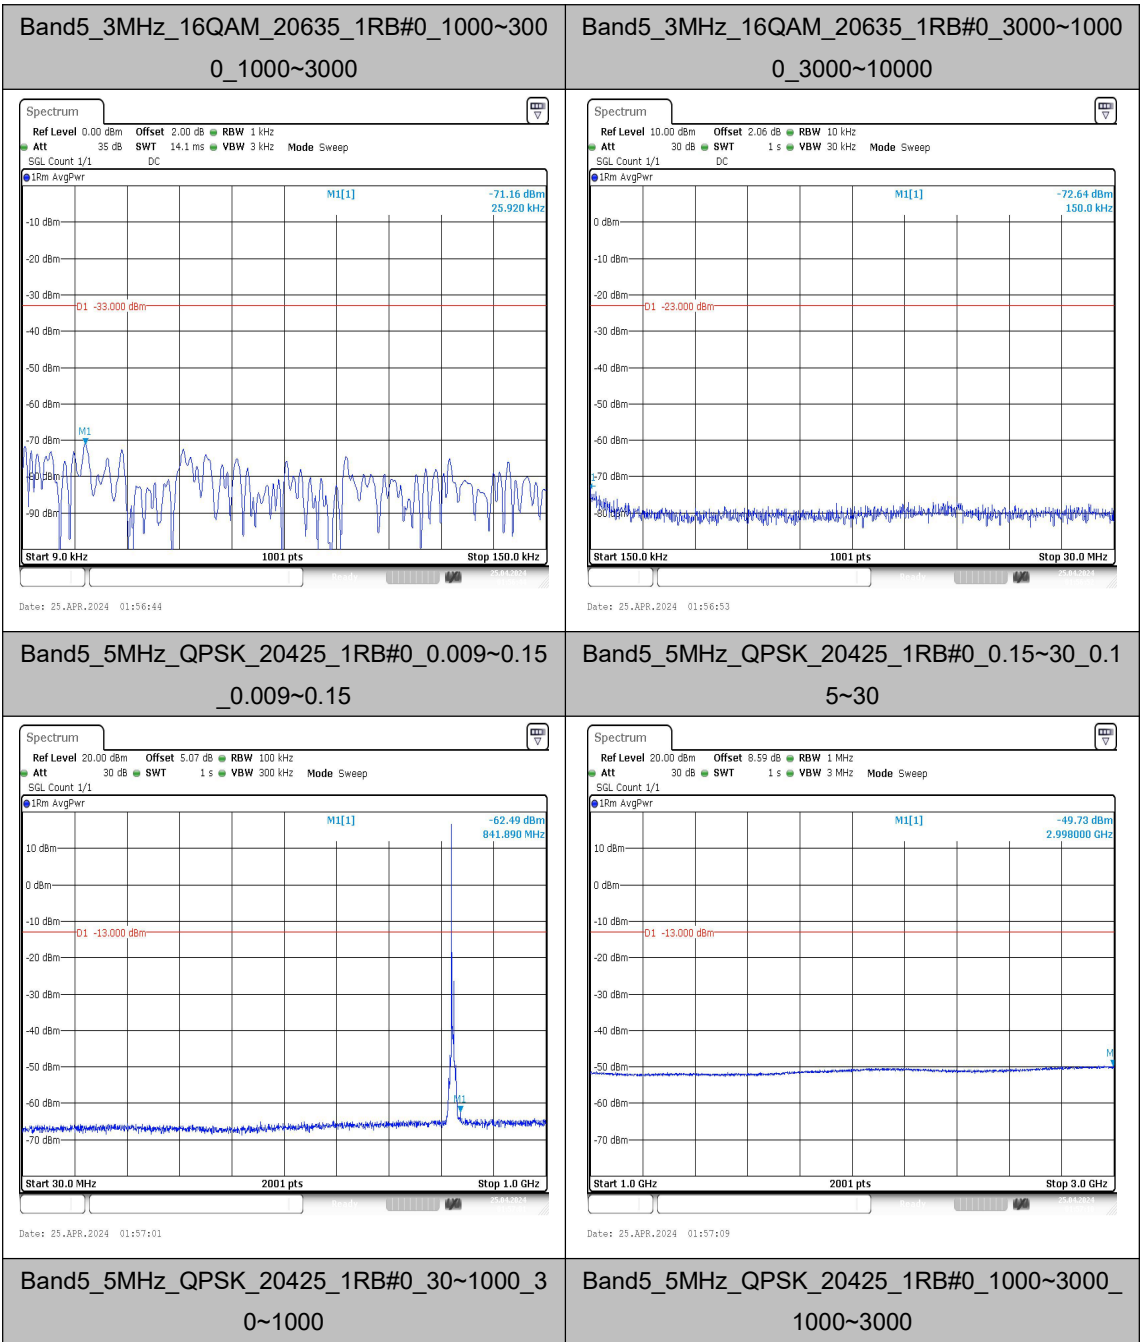 Band5_3MHz_16QAM_20635_1RB#0_1000~300
0_1000~3000
Band5_3MHz_16QAM_20635_1RB#0_3000~1000
0_3000~10000
Spectrum
Ref Level 0.00 dBm Offset 2.00 dB RBW 1 kHz
Att 35 dB SWT 14.1 ms VBW 3 kHz Mode Sweep
SGL Count 1/1 DC
1Rm AvgPwr
M1[1] -71.16 dBm
25.920 kHz
-10 dBm
-20 dBm
-30 dBm
D1 -33.000 dBm
-40 dBm
-50 dBm
-60 dBm
M1
-70 dBm
-80 dBm
-90 dBm
Start 9.0 kHz 1001 pts Stop 150.0 kHz
Ready 25.04.2024
Date: 25.APR.2024 01:56:44
Spectrum
Ref Level 10.00 dBm Offset 2.06 dB RBW 10 kHz
Att 30 dB SWT 1 s VBW 30 kHz Mode Sweep
SGL Count 1/1 DC
1Rm AvgPwr
M1[1] -72.64 dBm
150.0 kHz
0 dBm
-10 dBm
-20 dBm
D1 -23.000 dBm
-30 dBm
-40 dBm
-50 dBm
-60 dBm
-70 dBm
-80 dBm
Start 150.0 kHz 1001 pts Stop 30.0 MHz
25.04.2024
Date: 25.APR.2024 01:56:53
Band5_5MHz_QPSK_20425_1RB#0_0.009~0.15
_0.009~0.15
Band5_5MHz_QPSK_20425_1RB#0_0.15~30_0.1
5~30
Spectrum
Ref Level 20.00 dBm Offset 5.07 dB RBW 100 kHz
Att 30 dB SWT 1 s VBW 300 kHz Mode Sweep
SGL Count 1/1
1Rm AvgPwr
M1[1] -62.49 dBm
841.890 MHz
10 dBm
0 dBm
-10 dBm
D1 -13.000 dBm
-20 dBm
-30 dBm
-40 dBm
-50 dBm
-60 dBm
M1
-70 dBm
Start 30.0 MHz 2001 pts Stop 1.0 GHz
Ready 25.04.2024
Date: 25.APR.2024 01:57:01
Spectrum
Ref Level 20.00 dBm Offset 8.59 dB RBW 1 MHz
Att 30 dB SWT 1 s VBW 3 MHz Mode Sweep
SGL Count 1/1
1Rm AvgPwr
M1[1] -49.73 dBm
2.998000 GHz
10 dBm
0 dBm
-10 dBm
D1 -13.000 dBm
-20 dBm
-30 dBm
-40 dBm
M
-50 dBm
-60 dBm
-70 dBm
Start 1.0 GHz 2001 pts Stop 3.0 GHz
25.04.2024
Date: 25.APR.2024 01:57:09
Band5_5MHz_QPSK_20425_1RB#0_30~1000_3
0~1000
Band5_5MHz_QPSK_20425_1RB#0_1000~3000_
1000~3000